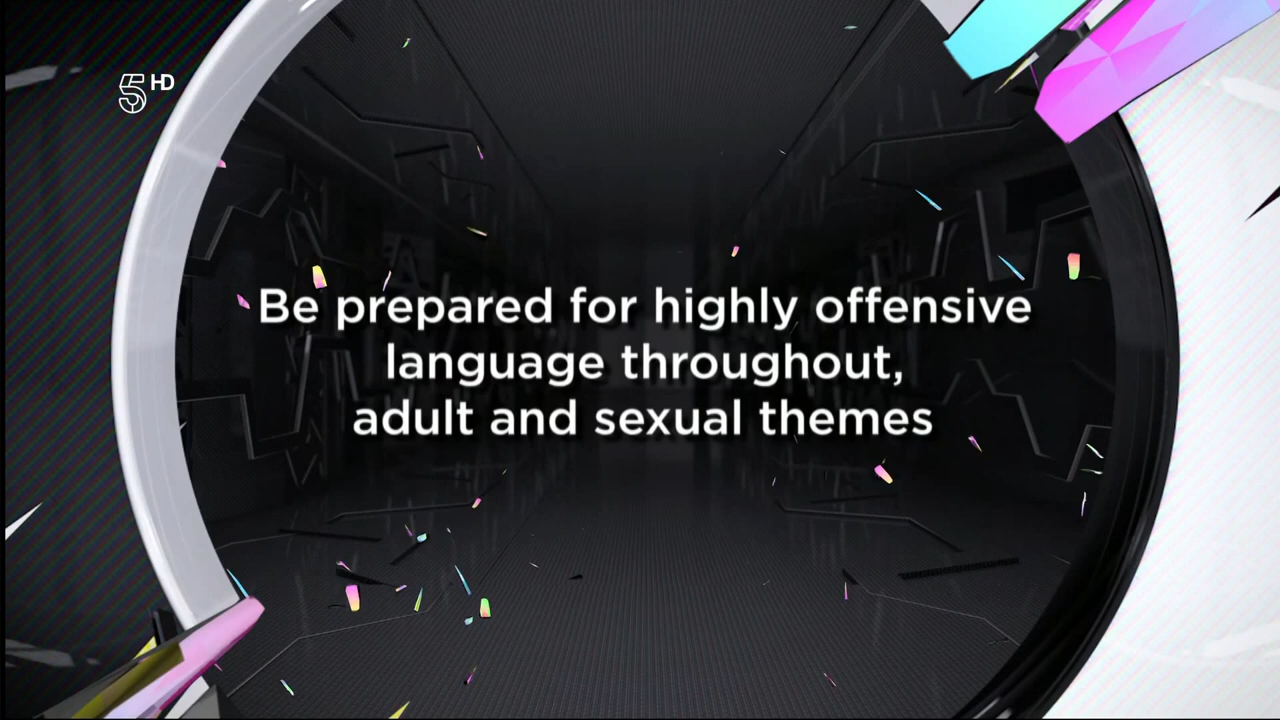 5 HD
Be prepared for highly offensive
language throughout,
adult and sexual themes